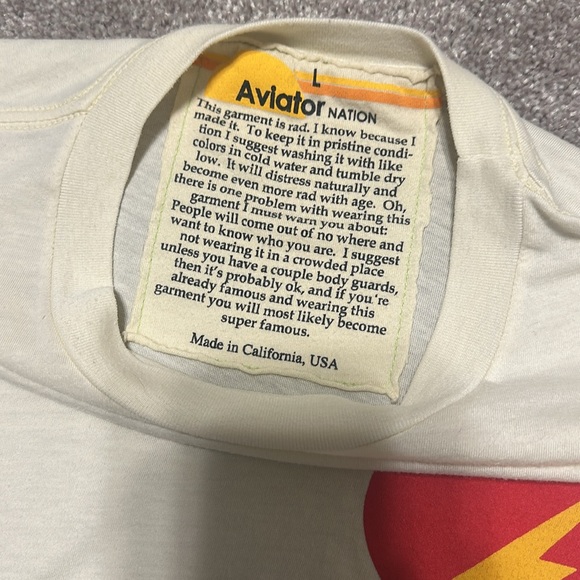 L
Aviator NATION
This garment is rad. I know because I
made it. To keep it in pristine condi-
tion I suggest washing it with like
colors in cold water and tumble dry
low. It will distress naturally and
become even more rad with age. Oh,
there is one problem with wearing this
garment I must warn you about:
People will come out of no where and
want to know who you are. I suggest
not wearing it in a crowded place
unless you have a couple body guards,
then it's probably ok, and if you're
already famous and wearing this
garment you will most likely become
super famous.
Made in California, USA